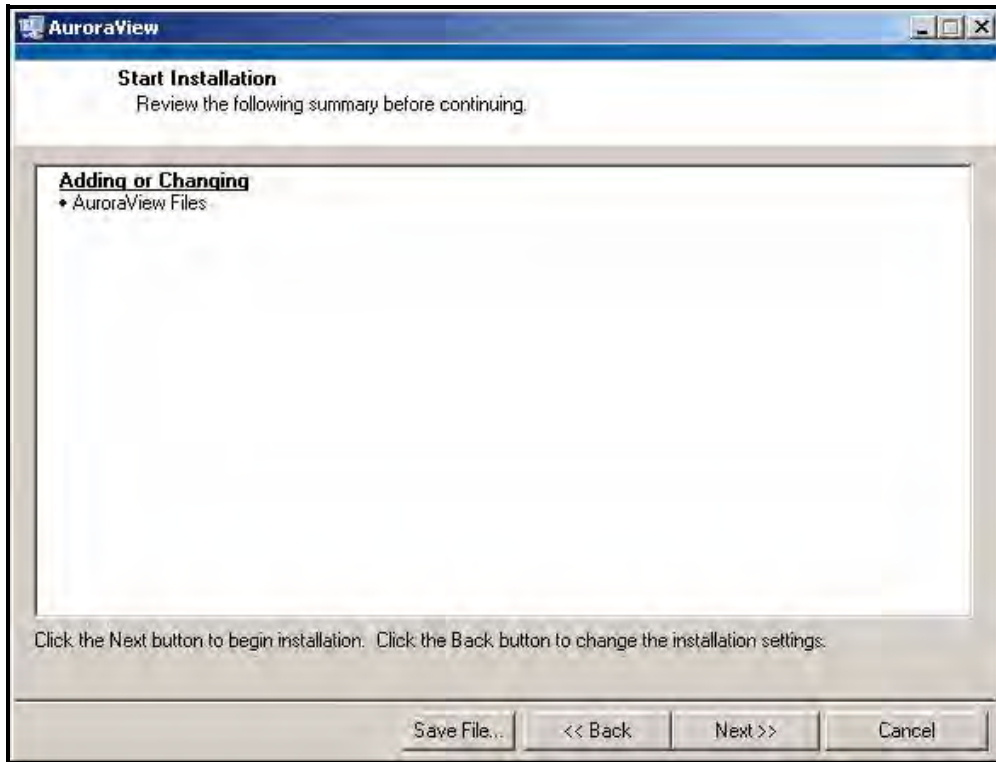 AuroraView
Start Installation
Review the following summary before continuing.
Adding or Changing
• AuroraView Files
Click the Next button to begin installation. Click the Back button to change the installation settings.
Save File...
<< Back
Next >>
Cancel